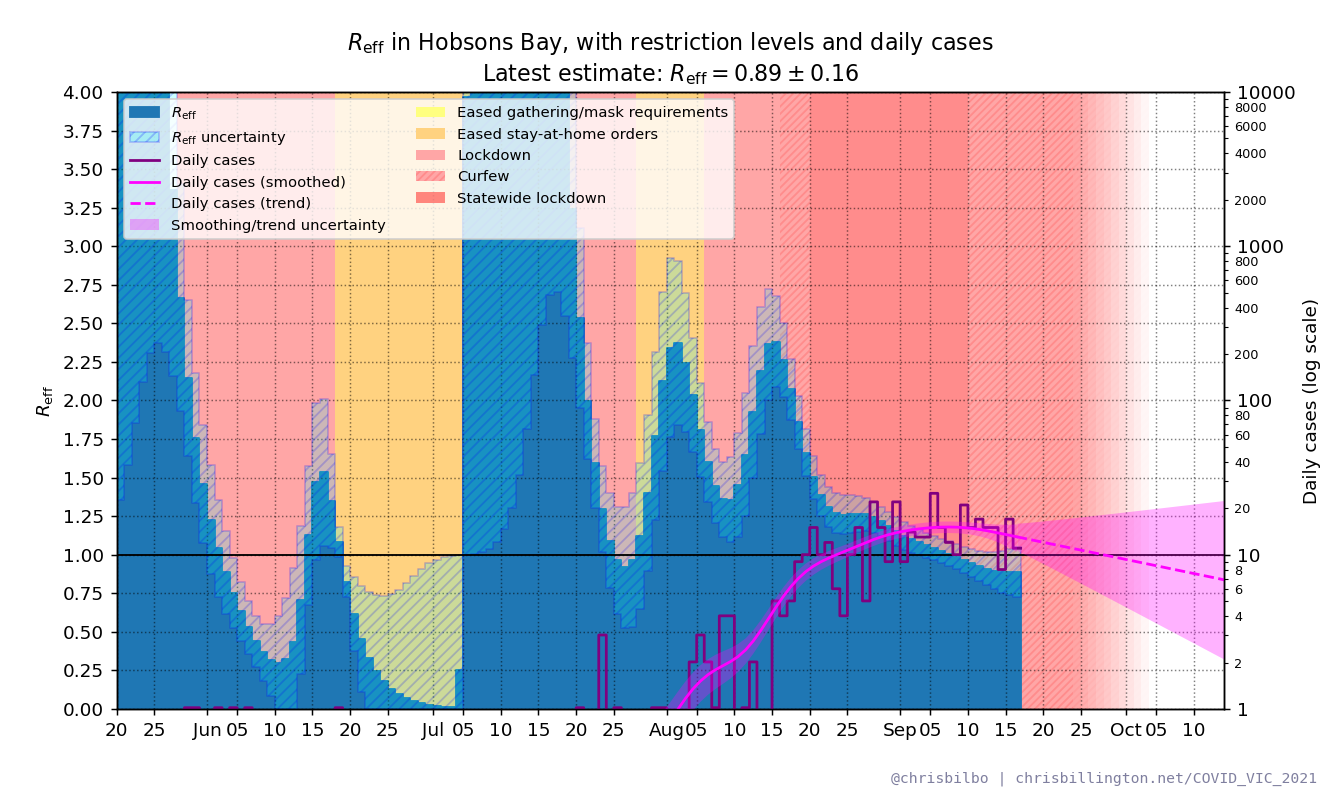 Reff in Hobsons Bay, with restriction levels and daily cases
Latest estimate: Reff = 0.89 ± 0.16
Reff
Reff uncertainty
Daily cases
Daily cases (smoothed)
Daily cases (trend)
Smoothing/trend uncertainty
Eased gathering/mask requirements
Eased stay-at-home orders
Lockdown
Curfew
Statewide lockdown
Reff
4.00
3.75
3.50
3.25
3.00
2.75
2.50
2.25
2.00
1.75
1.50
1.25
1.00
0.75
0.50
0.25
0.00
10000
8000
6000
4000
2000
1000
800
600
400
200
100
80
60
40
20
10
8
6
4
2
1
Daily cases (log scale)
20 25 Jun 05 10 15 20 25 Jul 05 10 15 20 25 Aug 05 10 15 20 25 Sep 05 10 15 20 25 Oct 05 10
@chrisbilbo | chrisbillington.net/COVID_VIC_2021